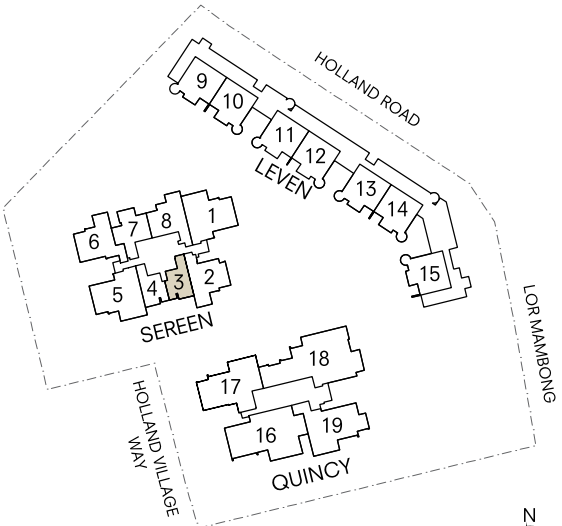 HOLLAND ROAD
9
10
11
12
LEVEN
13
14
15
1
8
7
6
2
3
4
5
SEREEN
LOR MAMBONG
18
17
19
16
QUINCY
HOLLAND VILLAGE
WAY
N